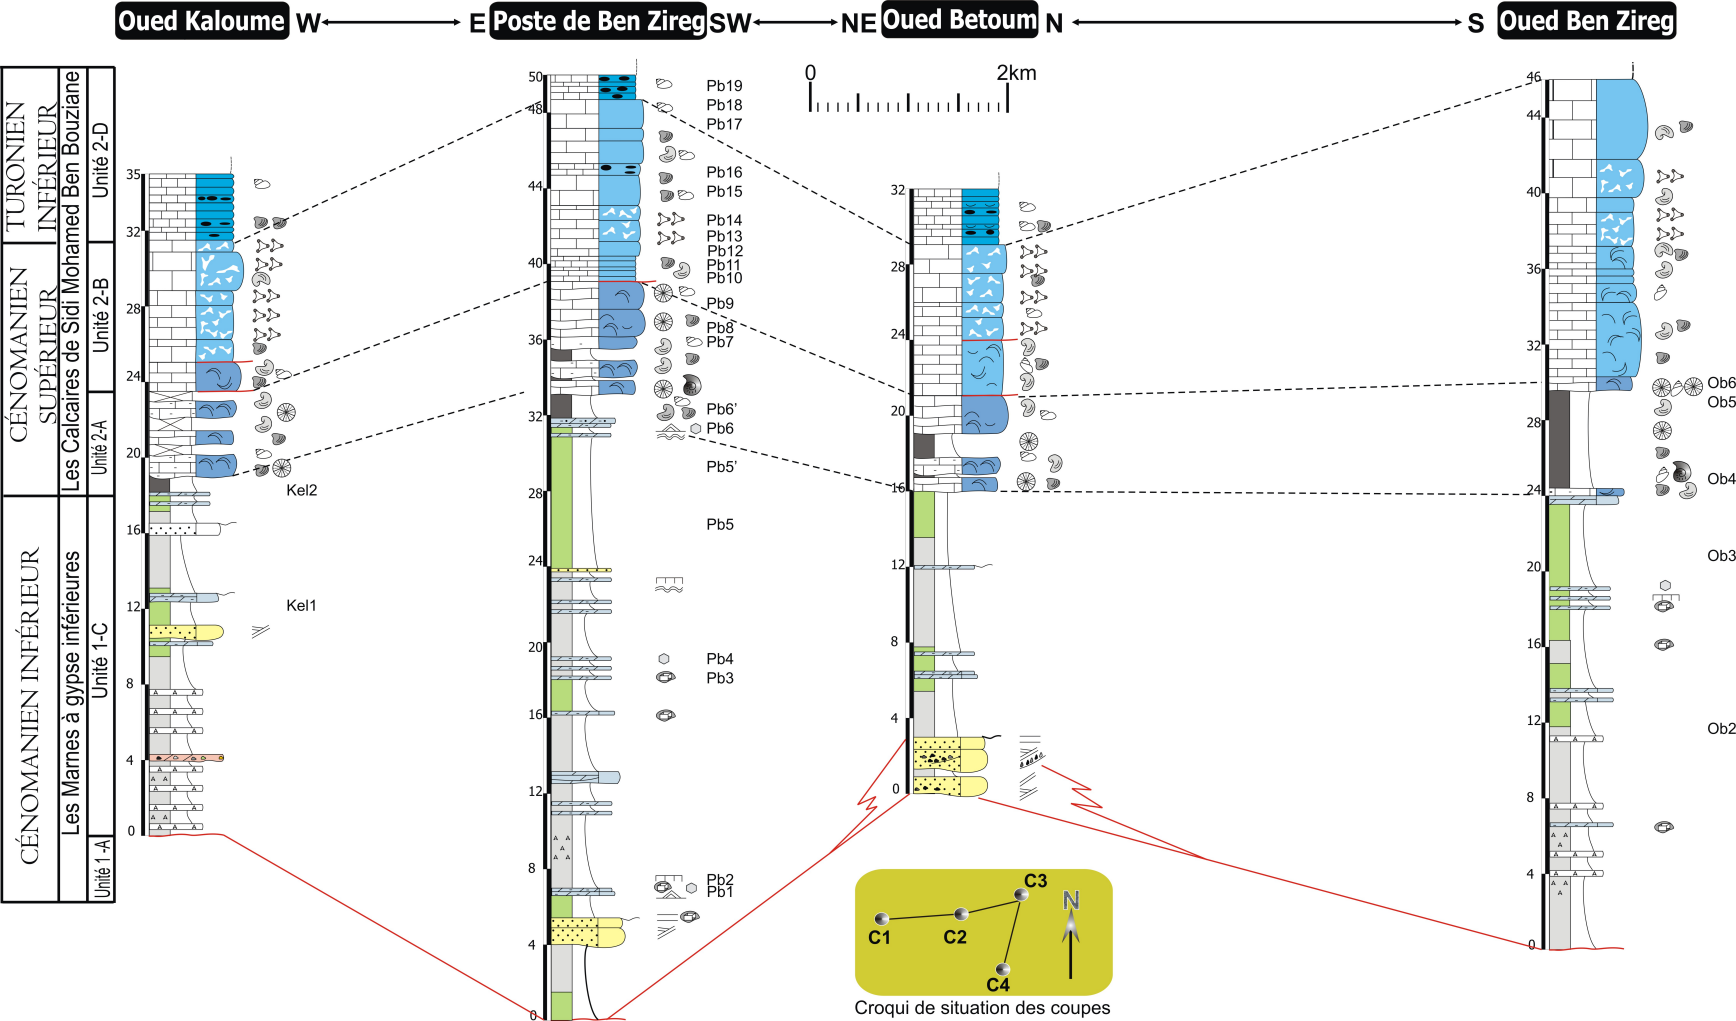 Oued Kaloume W E Poste de Ben Zireg SW NE Oued Betoum N S Oued Ben Zireg
0 2km
TURONIEN
INFÉRIEUR
CÉNOMANIEN
SUPÉRIEUR
CÉNOMANIEN INFÉRIEUR
Les Calcaires de Sidi Mohamed Ben Bouziane
Les Marnes à gypse inférieures
Unité 2-D
Unité 2-B
Unité 2-A
Unité 1-C
Unité 1-A
35
32
28
24
20
16
12
8
4
0
Kel2
Kel1
50
48
44
40
36
32
28
24
20
16
12
8
4
0
Pb19
Pb18
Pb17
Pb16
Pb15
Pb14
Pb13
Pb12
Pb11
Pb10
Pb9
Pb8
Pb7
Pb6'
Pb6
Pb5'
Pb5
Pb4
Pb3
Pb2
Pb1
32
28
24
20
16
12
8
4
0
46
44
40
36
32
28
24
20
16
12
8
4
0
Ob6
Ob5
Ob4
Ob3
Ob2
C1
C2
C3
C4
N
Croqui de situation des coupes